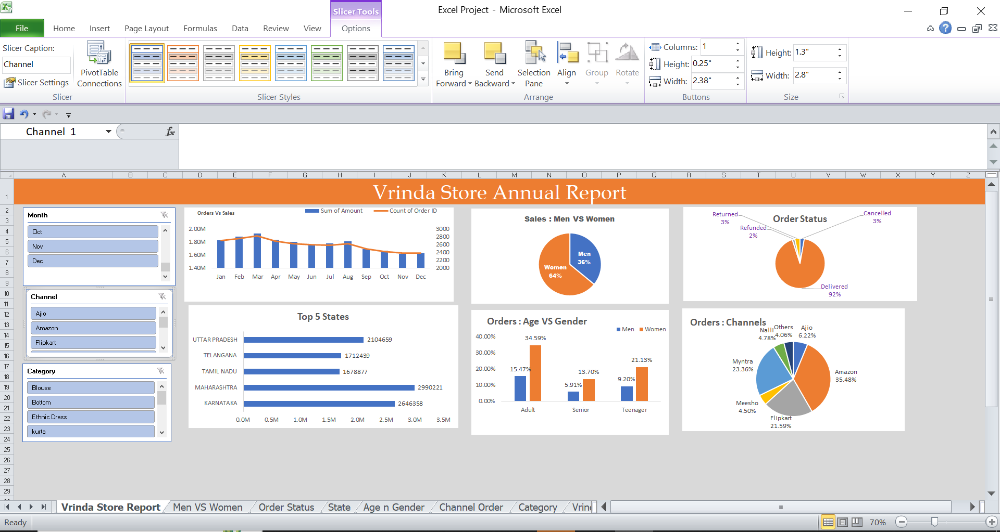 Slicer Tools
Excel Project - Microsoft Excel
File
Home
Insert
Page Layout
Formulas
Data
Review
View
Options
Slicer Caption:
Channel
Slicer Settings
PivotTable
Connections
Slicer
Slicer Styles
Bring
Forward
Send
Backward
Selection
Pane
Align
Group
Rotate
Arrange
Columns: 1
Height: 0.25"
Width: 2.38"
Buttons
Height: 1.3"
Width: 2.8"
Size
Channel 1
fx
A B C D E F G H I J K L M N O P Q R S T U V W X Y Z
1
2
3
4
5
6
7
8
9
10
11
12
13
14
15
16
17
18
19
20
21
22
23
24
25
26
27
28
29
Vrinda Store Annual Report
Month
Oct
Nov
Dec
Channel
Ajio
Amazon
Flipkart
Category
Blouse
Bottom
Ethnic Dress
kurta
Orders Vs Sales
Sum of Amount
Count of Order ID
2.00M
1.80M
1.60M
1.40M
3000
2800
2600
2400
2200
2000
Jan Feb Mar Apr May Jun Jul Aug Sep Oct Nov Dec
Top 5 States
UTTAR PRADESH 2104659
TELANGANA 1712439
TAMIL NADU 1678877
MAHARASHTRA 2990221
KARNATAKA 2646358
0.0M 0.5M 1.0M 1.5M 2.0M 2.5M 3.0M 3.5M
Sales : Men VS Women
Men
36%
Women
64%
Orders : Age VS Gender
Men
Women
40.00%
30.00%
20.00%
10.00%
0.00%
15.47%
34.59%
5.91%
13.70%
9.20%
21.13%
Adult
Senior
Teenager
Order Status
Returned
3%
Refunded
2%
Cancelled
3%
Delivered
92%
Orders : Channels
Nalli
4.78%
Others
4.06%
Ajio
6.22%
Myntra
23.36%
Amazon
35.48%
Meesho
4.50%
Flipkart
21.59%
Vrinda Store Report
Men VS Women
Order Status
State
Age n Gender
Channel Order
Category
Vrin
Ready
70%